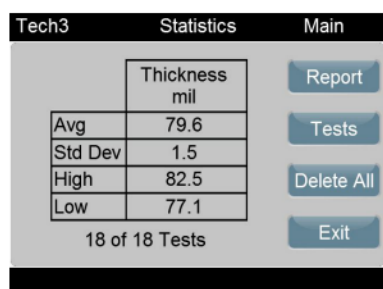 Tech3 Statistics Main
Thickness
mil
Report
Avg 79.6
Tests
Std Dev 1.5
High 82.5
Delete All
Low 77.1
18 of 18 Tests
Exit